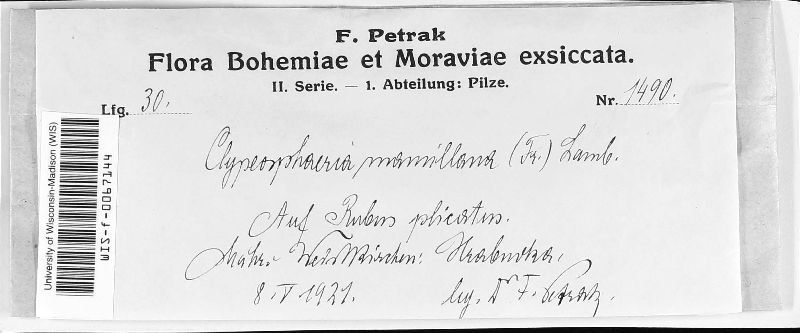 F. Petrak
Flora Bohemiae et Moraviae exsiccata.
II. Serie. — 1. Abteilung: Pilze.
Lfg. 30.
Nr. 1490.
Clypeosphaeria mamillana (Fr.) Lamb.
Auf Rubus plicatus.
Mähr. Weisskirchen: Hrabuvka.
8. V 1921. leg. Dr F. Petrak.
University of Wisconsin-Madison (WIS)
WIS-f-0067144